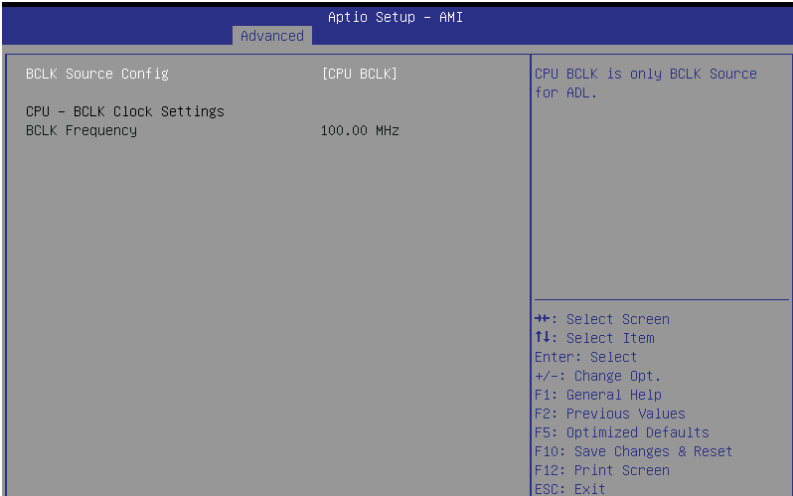 Aptio Setup – AMI
Advanced
BCLK Source Config [CPU BCLK]
CPU – BCLK Clock Settings
BCLK Frequency 100.00 MHz
CPU BCLK is only BCLK Source
for ADL.
→←: Select Screen
↑↓: Select Item
Enter: Select
+/-: Change Opt.
F1: General Help
F2: Previous Values
F5: Optimized Defaults
F10: Save Changes & Reset
F12: Print Screen
ESC: Exit